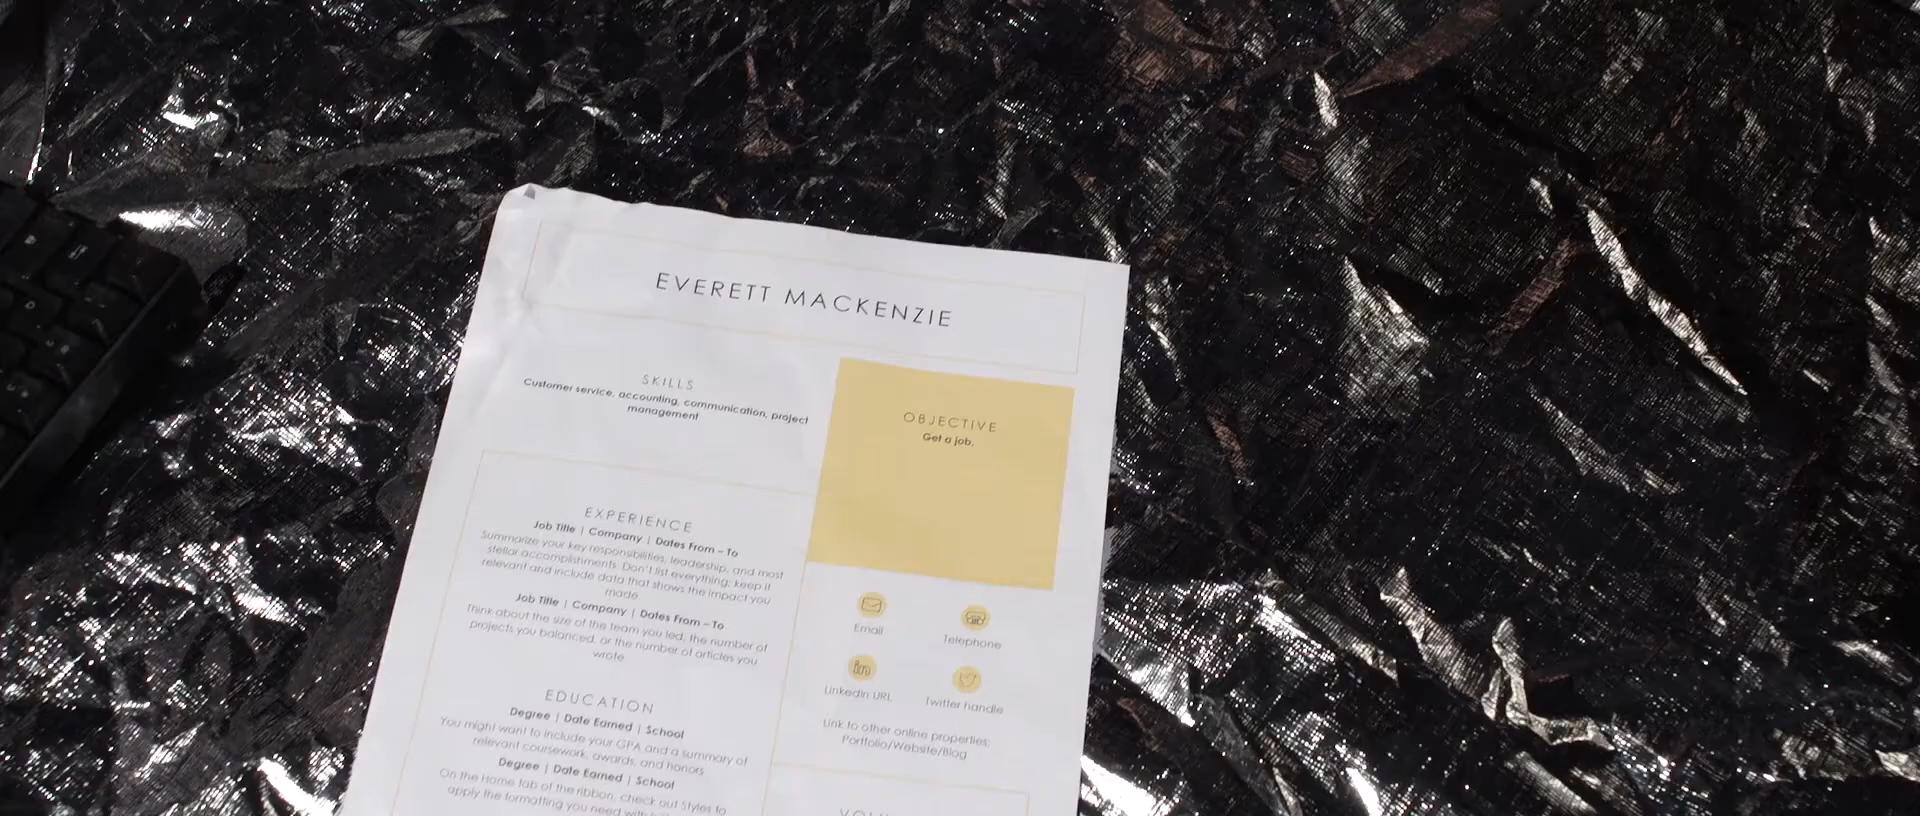 EVERETT MACKENZIE
SKILLS
Customer service, accounting, communication, project
management
OBJECTIVE
Get a job.
EXPERIENCE
Job Title | Company | Dates From – To
Summarize your key responsibilities, leadership, and most
stellar accomplishments. Don't list everything; keep it
relevant and include data that shows the impact you
made.
Job Title | Company | Dates From – To
Think about the size of the team you led, the number of
projects you balanced, or the number of articles you
wrote.
EDUCATION
Degree | Date Earned | School
You might want to include your GPA and a summary of
relevant coursework, awards, and honors
Degree | Date Earned | School
On the Home tab of the ribbon, check out Styles to
apply the formatting you need with
Email
Telephone
LinkedIn URL
Twitter handle
Link to other online properties:
Portfolio/Website/Blog